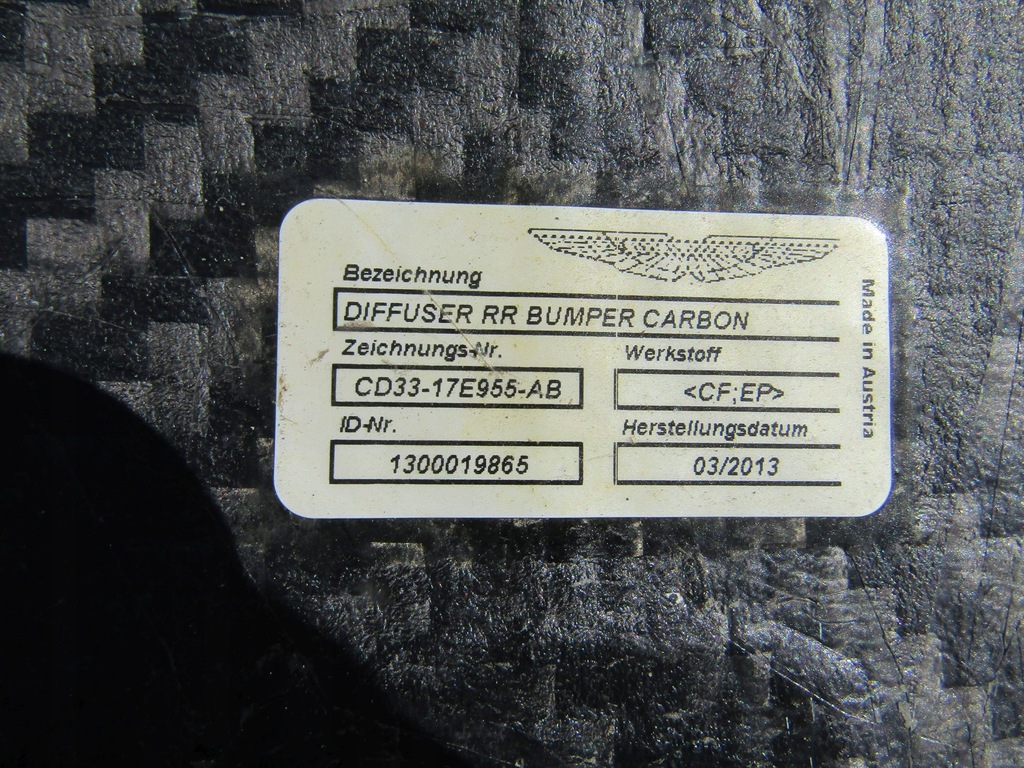 Bezeichnung
DIFFUSER RR BUMPER CARBON
Zeichnungs-Nr. Werkstoff
CD33-17E955-AB <CF;EP>
ID-Nr. Herstellungsdatum
1300019865 03/2013
Made in Austria